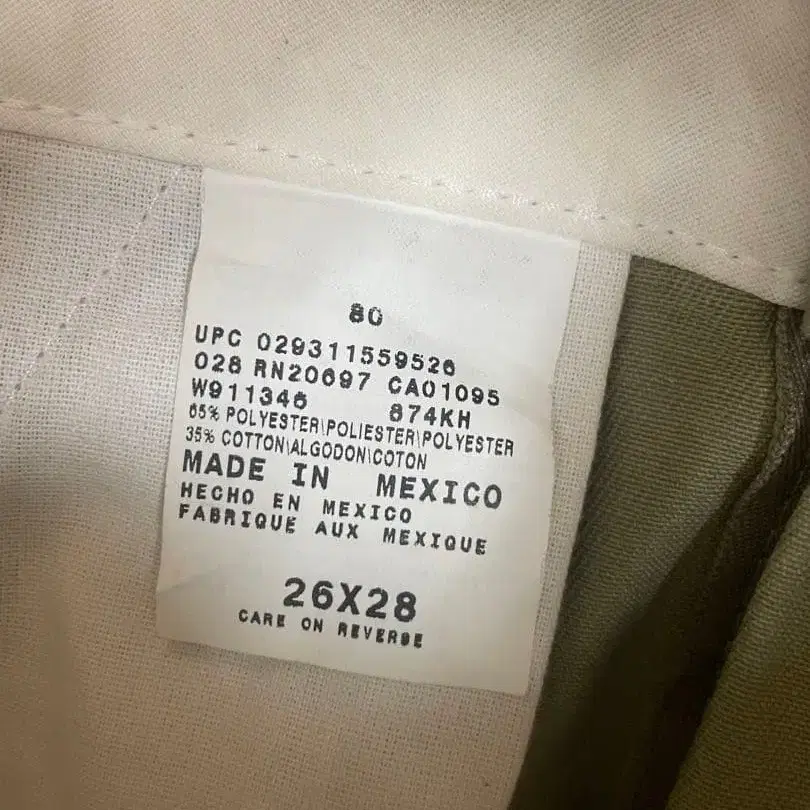 80
UPC 029311559526
028 RN20697 CA01095
W911346 874KH
65% POLYESTER\POLIESTER\POLYESTER
35% COTTON\ALGODON\COTON
MADE IN MEXICO
HECHO EN MEXICO
FABRIQUE AUX MEXIQUE
26X28
CARE ON REVERSE